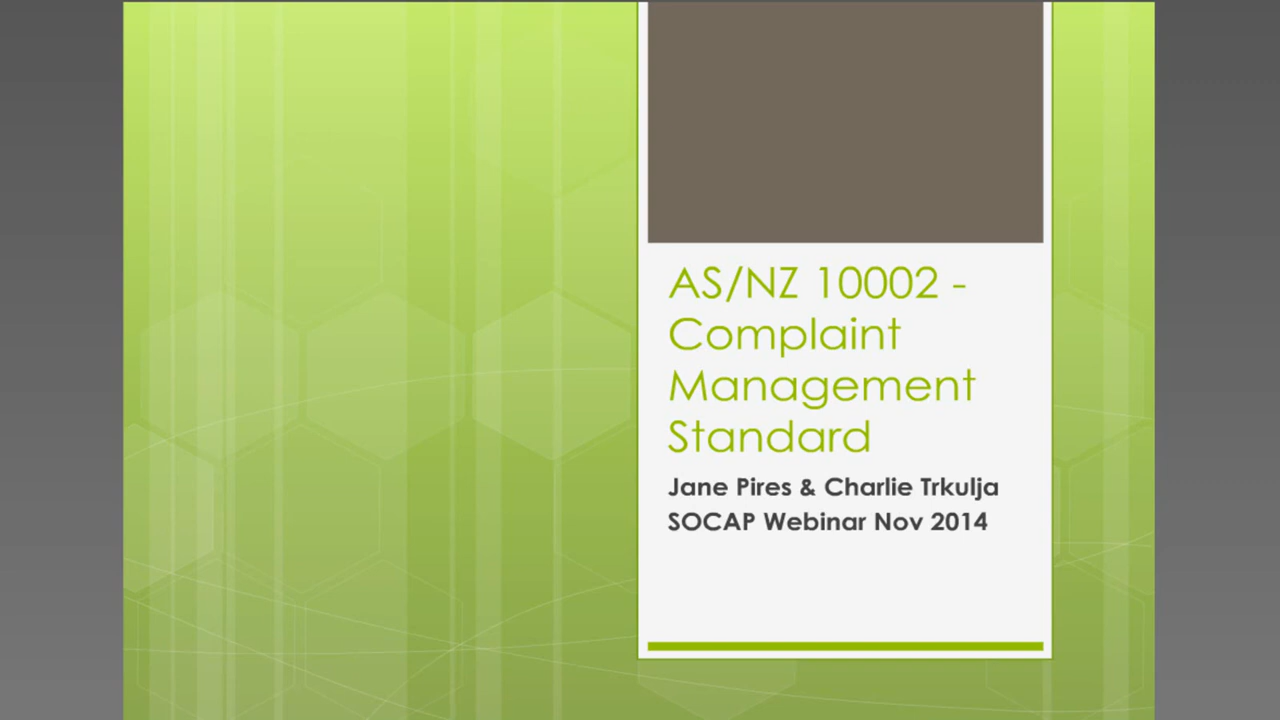 AS/NZ 10002 -
Complaint
Management
Standard
Jane Pires & Charlie Trkulja
SOCAP Webinar Nov 2014